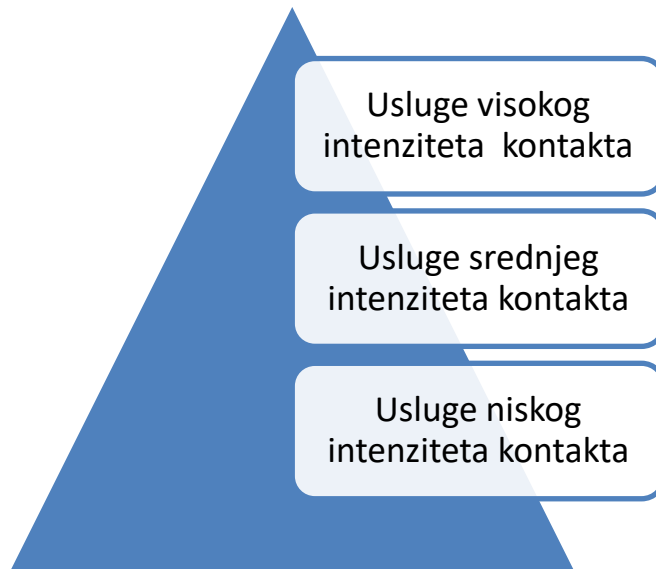 Usluge visokog
intenziteta kontakta
Usluge srednjeg
intenziteta kontakta
Usluge niskog
intenziteta kontakta